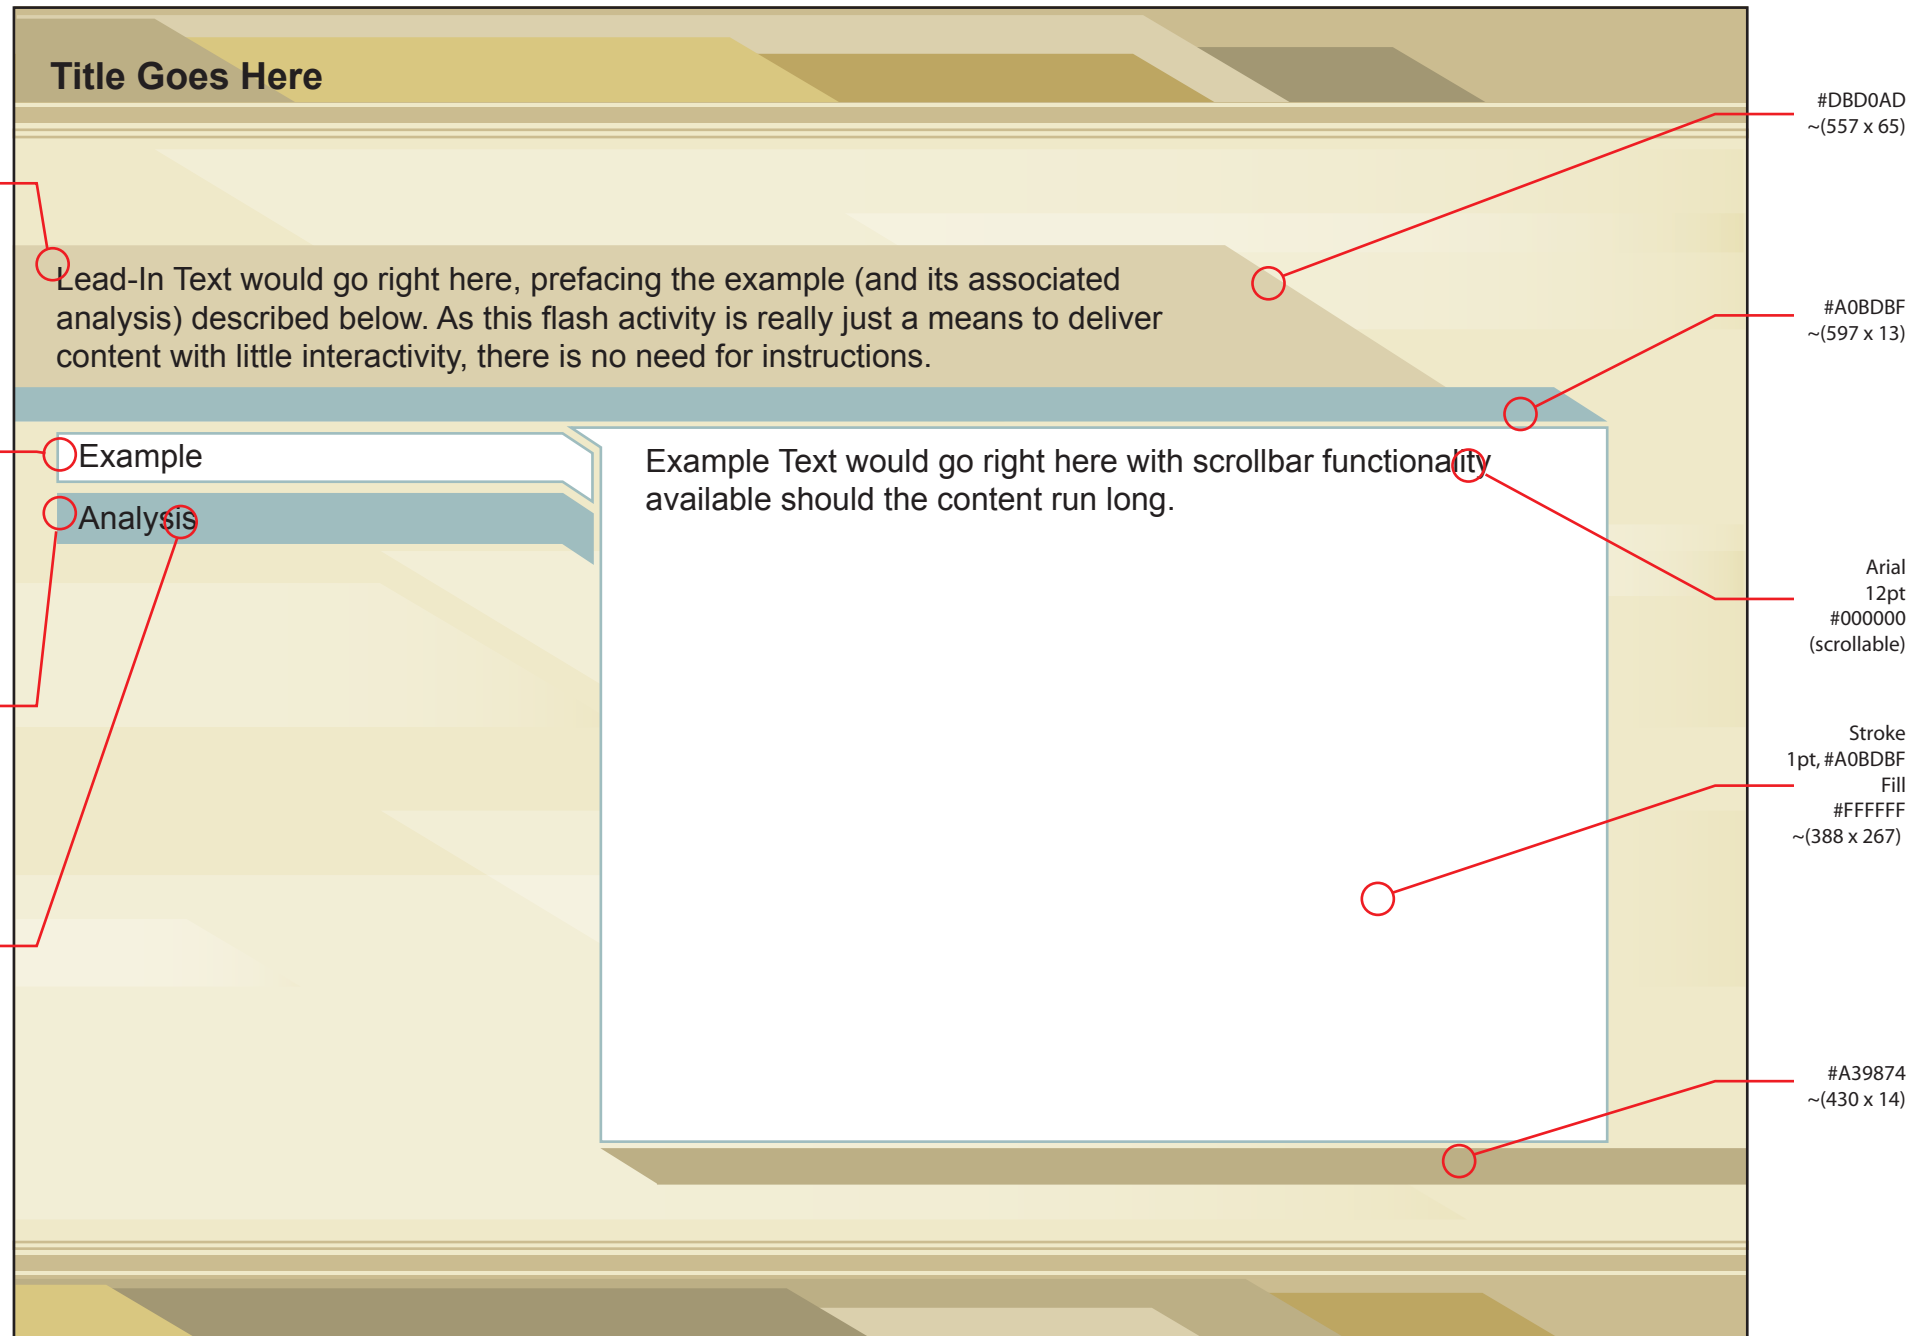 Title Goes Here
#DBD0AD
~(557 x 65)
Lead-In Text would go right here, prefacing the example (and its associated
analysis) described below. As this flash activity is really just a means to deliver
content with little interactivity, there is no need for instructions.
#A0BDBF
~(597 x 13)
Example
Analysis
Example Text would go right here with scrollbar functionality
available should the content run long.
Arial
12pt
#000000
(scrollable)
Stroke
1pt, #A0BDBF
Fill
#FFFFFF
~(388 x 267)
#A39874
~(430 x 14)